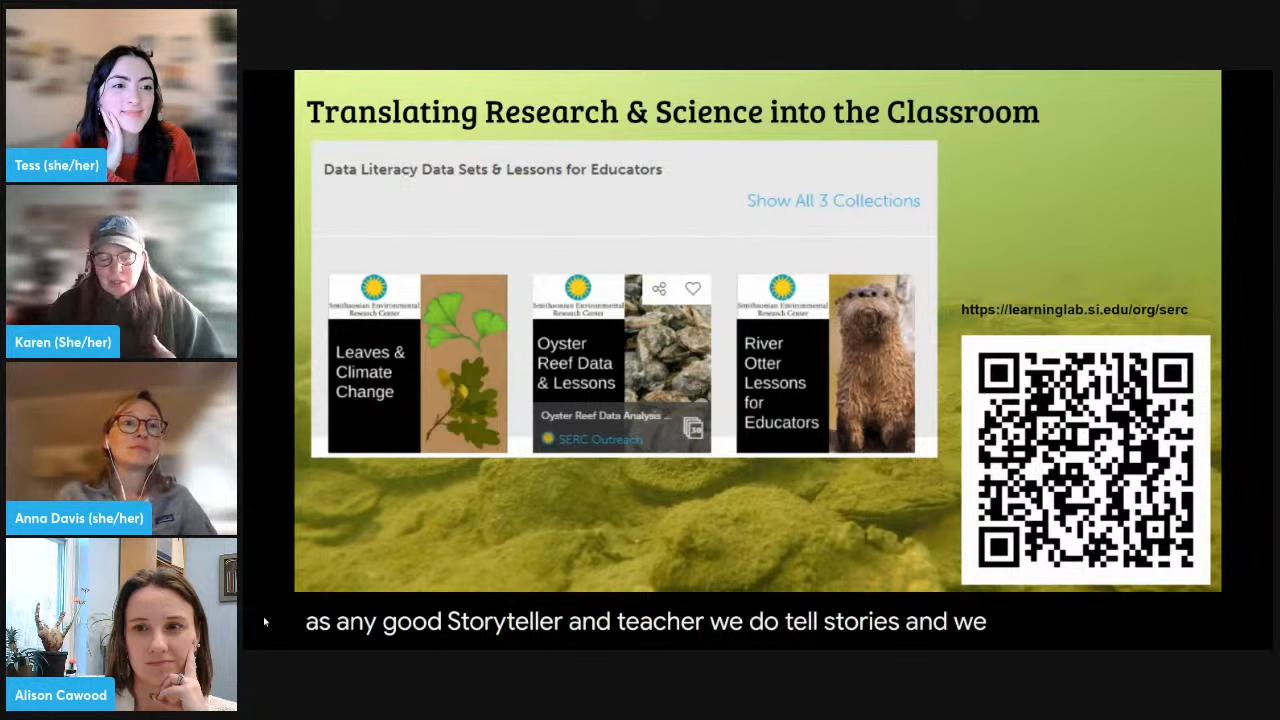 Tess (she/her)
Karen (She/her)
Anna Davis (she/her)
Alison Cawood
Translating Research & Science into the Classroom
Data Literacy Data Sets & Lessons for Educators
Show All 3 Collections
Smithsonian Environmental
Research Center
Leaves &
Climate
Change
Smithsonian Environmental
Research Center
Oyster
Reef Data
& Lessons
Oyster Reef Data Analysis ...
SERC Outreach
30
Smithsonian Environmental
Research Center
River
Otter
Lessons
for
Educators
https://learninglab.si.edu/org/serc
as any good Storyteller and teacher we do tell stories and we